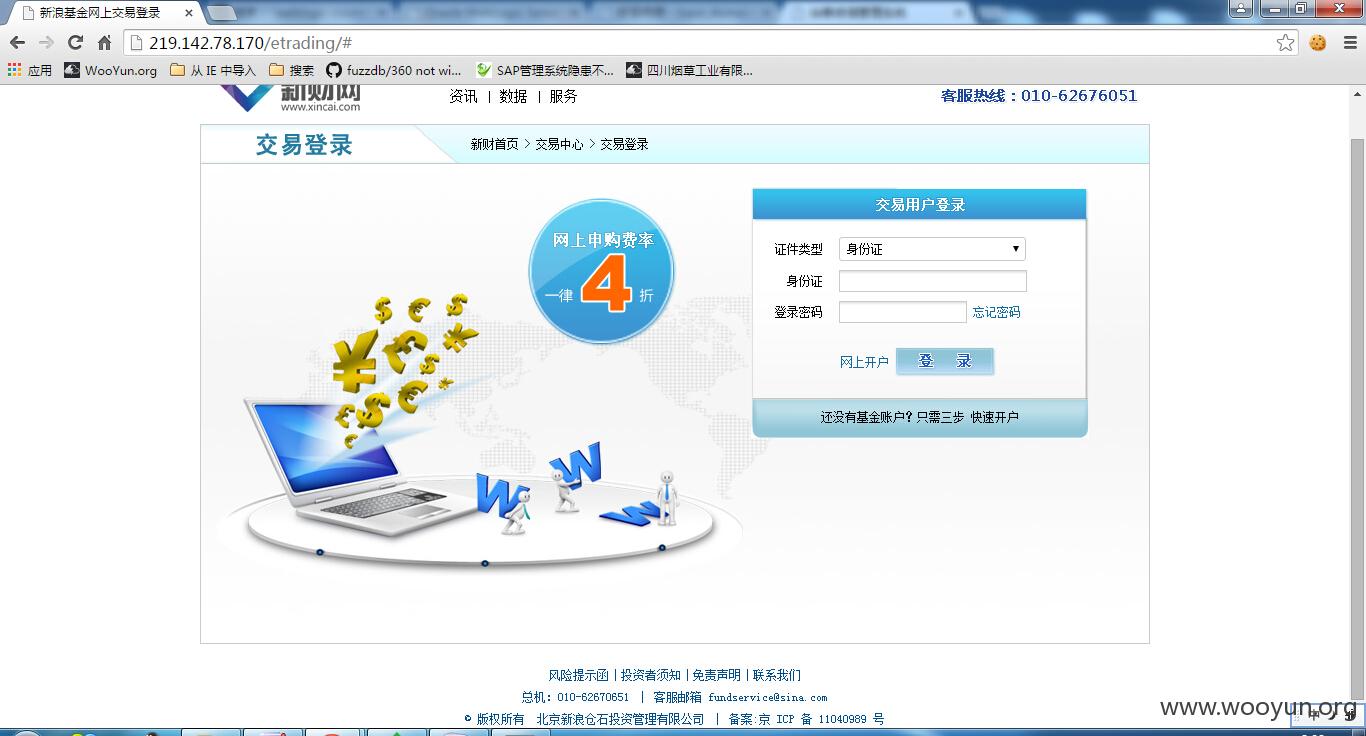 新浪基金网上交易登录
219.142.78.170/etrading/#
应用 WooYun.org 从 IE 中导入 搜索 fuzzdb/360 not wi... SAP管理系统隐患不... 四川烟草工业有限...
新财网
www.xincai.com
资讯 | 数据 | 服务
客服热线：010-62676051
交易登录
新财首页 > 交易中心 > 交易登录
网上申购费率
一律 4 折
交易用户登录
证件类型 身份证
身份证
登录密码 忘记密码
网上开户 登 录
还没有基金账户？只需三步 快速开户
风险提示函 | 投资者须知 | 免责声明 | 联系我们
总机：010-62670651 | 客服邮箱 fundservice@sina.com
© 版权所有 北京新浪仓石投资管理有限公司 | 备案:京 ICP 备 11040989 号
www.wooyun.org
中